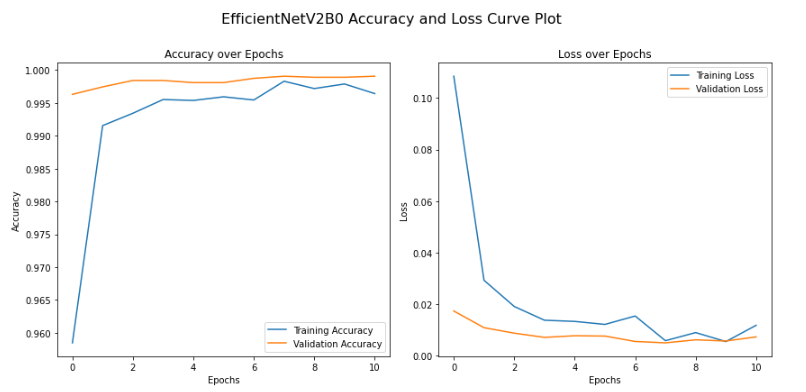 EfficientNetV2B0 Accuracy and Loss Curve Plot
Accuracy over Epochs
1.000
0.995
0.990
0.985
0.980
0.975
0.970
0.965
0.960
Accuracy
Training Accuracy
Validation Accuracy
0 2 4 6 8 10
Epochs
Loss over Epochs
Training Loss
Validation Loss
0.10
0.08
0.06
0.04
0.02
0.00
Loss
0 2 4 6 8 10
Epochs